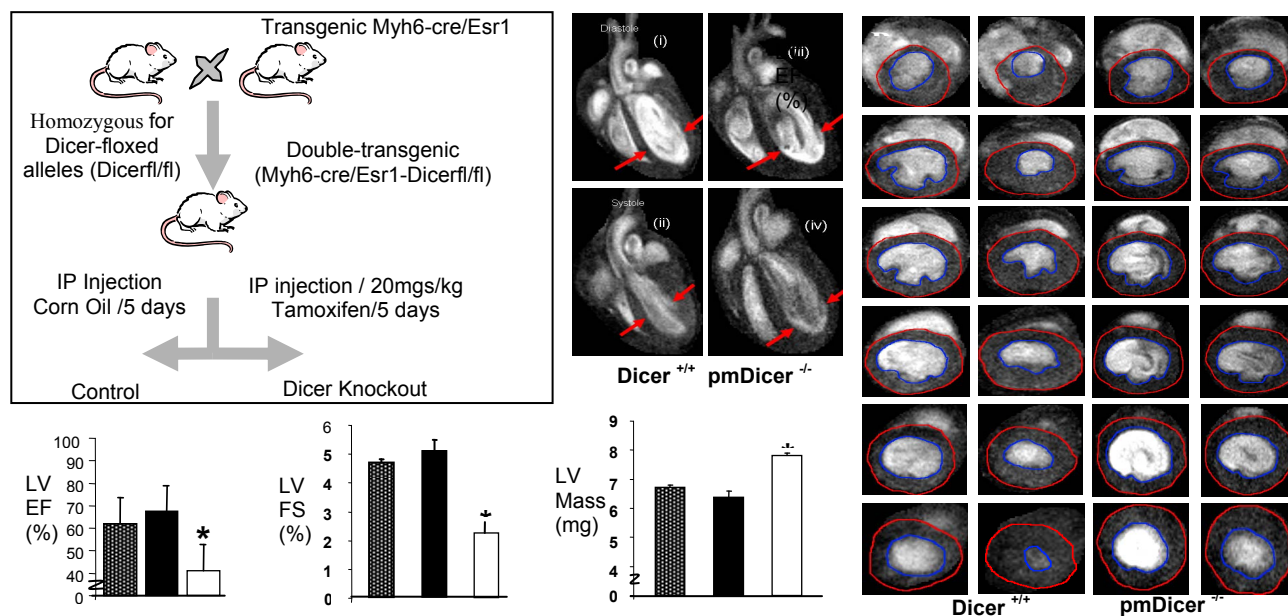 Transgenic Myh6-cre/Esr1
Homozygous for
Dicer-floxed
alleles (Dicerfl/fl)
Double-transgenic
(Myh6-cre/Esr1-Dicerfl/fl)
IP Injection
Corn Oil /5 days
IP injection / 20mgs/kg
Tamoxifen/5 days
Control
Dicer Knockout
Diastole
(i)
(iii)
EF
(%)
Systole
(ii)
(iv)
Dicer +/+ pmDicer -/-
100
90
80
70
60
50
40
0
LV
EF
(%)
*
6
5
4
3
2
1
0
LV
FS
(%)
*
9
8
7
6
5
4
0
LV
Mass
(mg)
*
Dicer +/+ pmDicer -/-